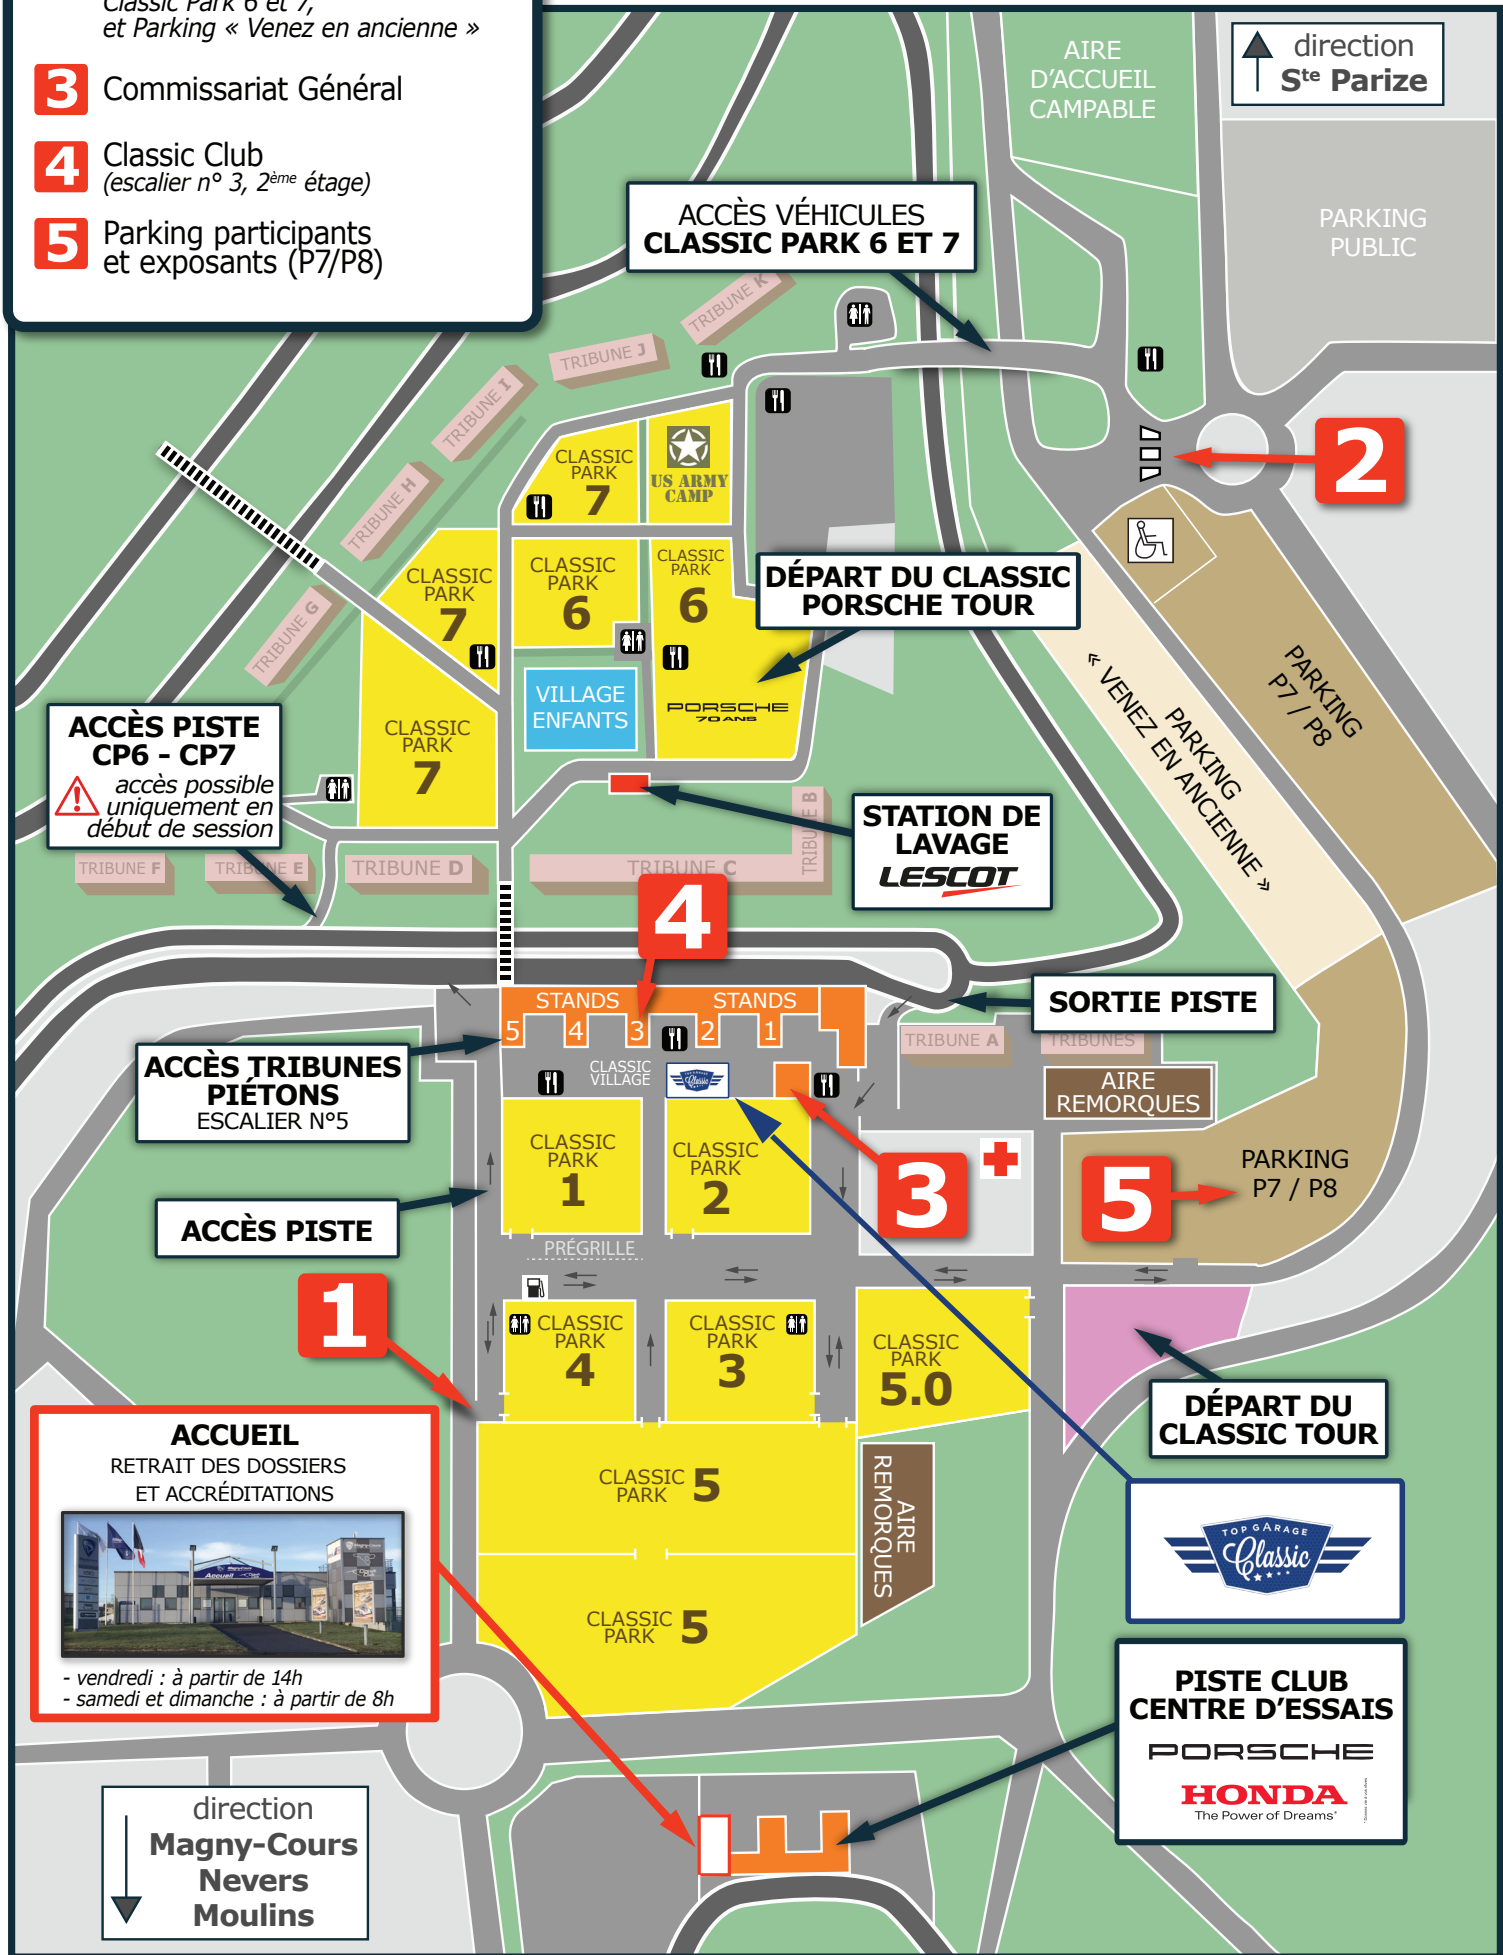 Classic Park 6 et 7,
et Parking « Venez en ancienne »
3 Commissariat Général
4 Classic Club
(escalier n° 3, 2ème étage)
5 Parking participants
et exposants (P7/P8)
direction
Ste Parize
AIRE
D'ACCUEIL
CAMPABLE
PARKING
PUBLIC
ACCÈS VÉHICULES
CLASSIC PARK 6 ET 7
TRIBUNE K
TRIBUNE J
TRIBUNE I
TRIBUNE H
TRIBUNE G
2
CLASSIC
PARK
7
US ARMY
CAMP
CLASSIC
PARK
7
CLASSIC
PARK
6
CLASSIC
PARK
6
DÉPART DU CLASSIC
PORSCHE TOUR
PARKING
P7 / P8
PARKING
« VENEZ EN ANCIENNE »
VILLAGE
ENFANTS
PORSCHE
70 ANS
CLASSIC
PARK
7
ACCÈS PISTE
CP6 - CP7
accès possible
uniquement en
début de session
STATION DE
LAVAGE
LESCOT
TRIBUNE B
TRIBUNE F
TRIBUNE E
TRIBUNE D
TRIBUNE C
4
SORTIE PISTE
STANDS
STANDS
5
4
3
2
1
TRIBUNE A
TRIBUNES
ACCÈS TRIBUNES
PIÉTONS
ESCALIER N°5
CLASSIC
VILLAGE
TOP GARAGE
Classic
AIRE
REMORQUES
CLASSIC
PARK
1
CLASSIC
PARK
2
3
5
PARKING
P7 / P8
ACCÈS PISTE
PRÉGRILLE
1
CLASSIC
PARK
4
CLASSIC
PARK
3
CLASSIC
PARK
5.0
DÉPART DU
CLASSIC TOUR
ACCUEIL
RETRAIT DES DOSSIERS
ET ACCRÉDITATIONS
Magny-Cours
Accueil
- vendredi : à partir de 14h
- samedi et dimanche : à partir de 8h
CLASSIC
PARK 5
AIRE
REMORQUES
CLASSIC
PARK 5
TOP GARAGE
Classic
PISTE CLUB
CENTRE D'ESSAIS
PORSCHE
HONDA
The Power of Dreams
direction
Magny-Cours
Nevers
Moulins